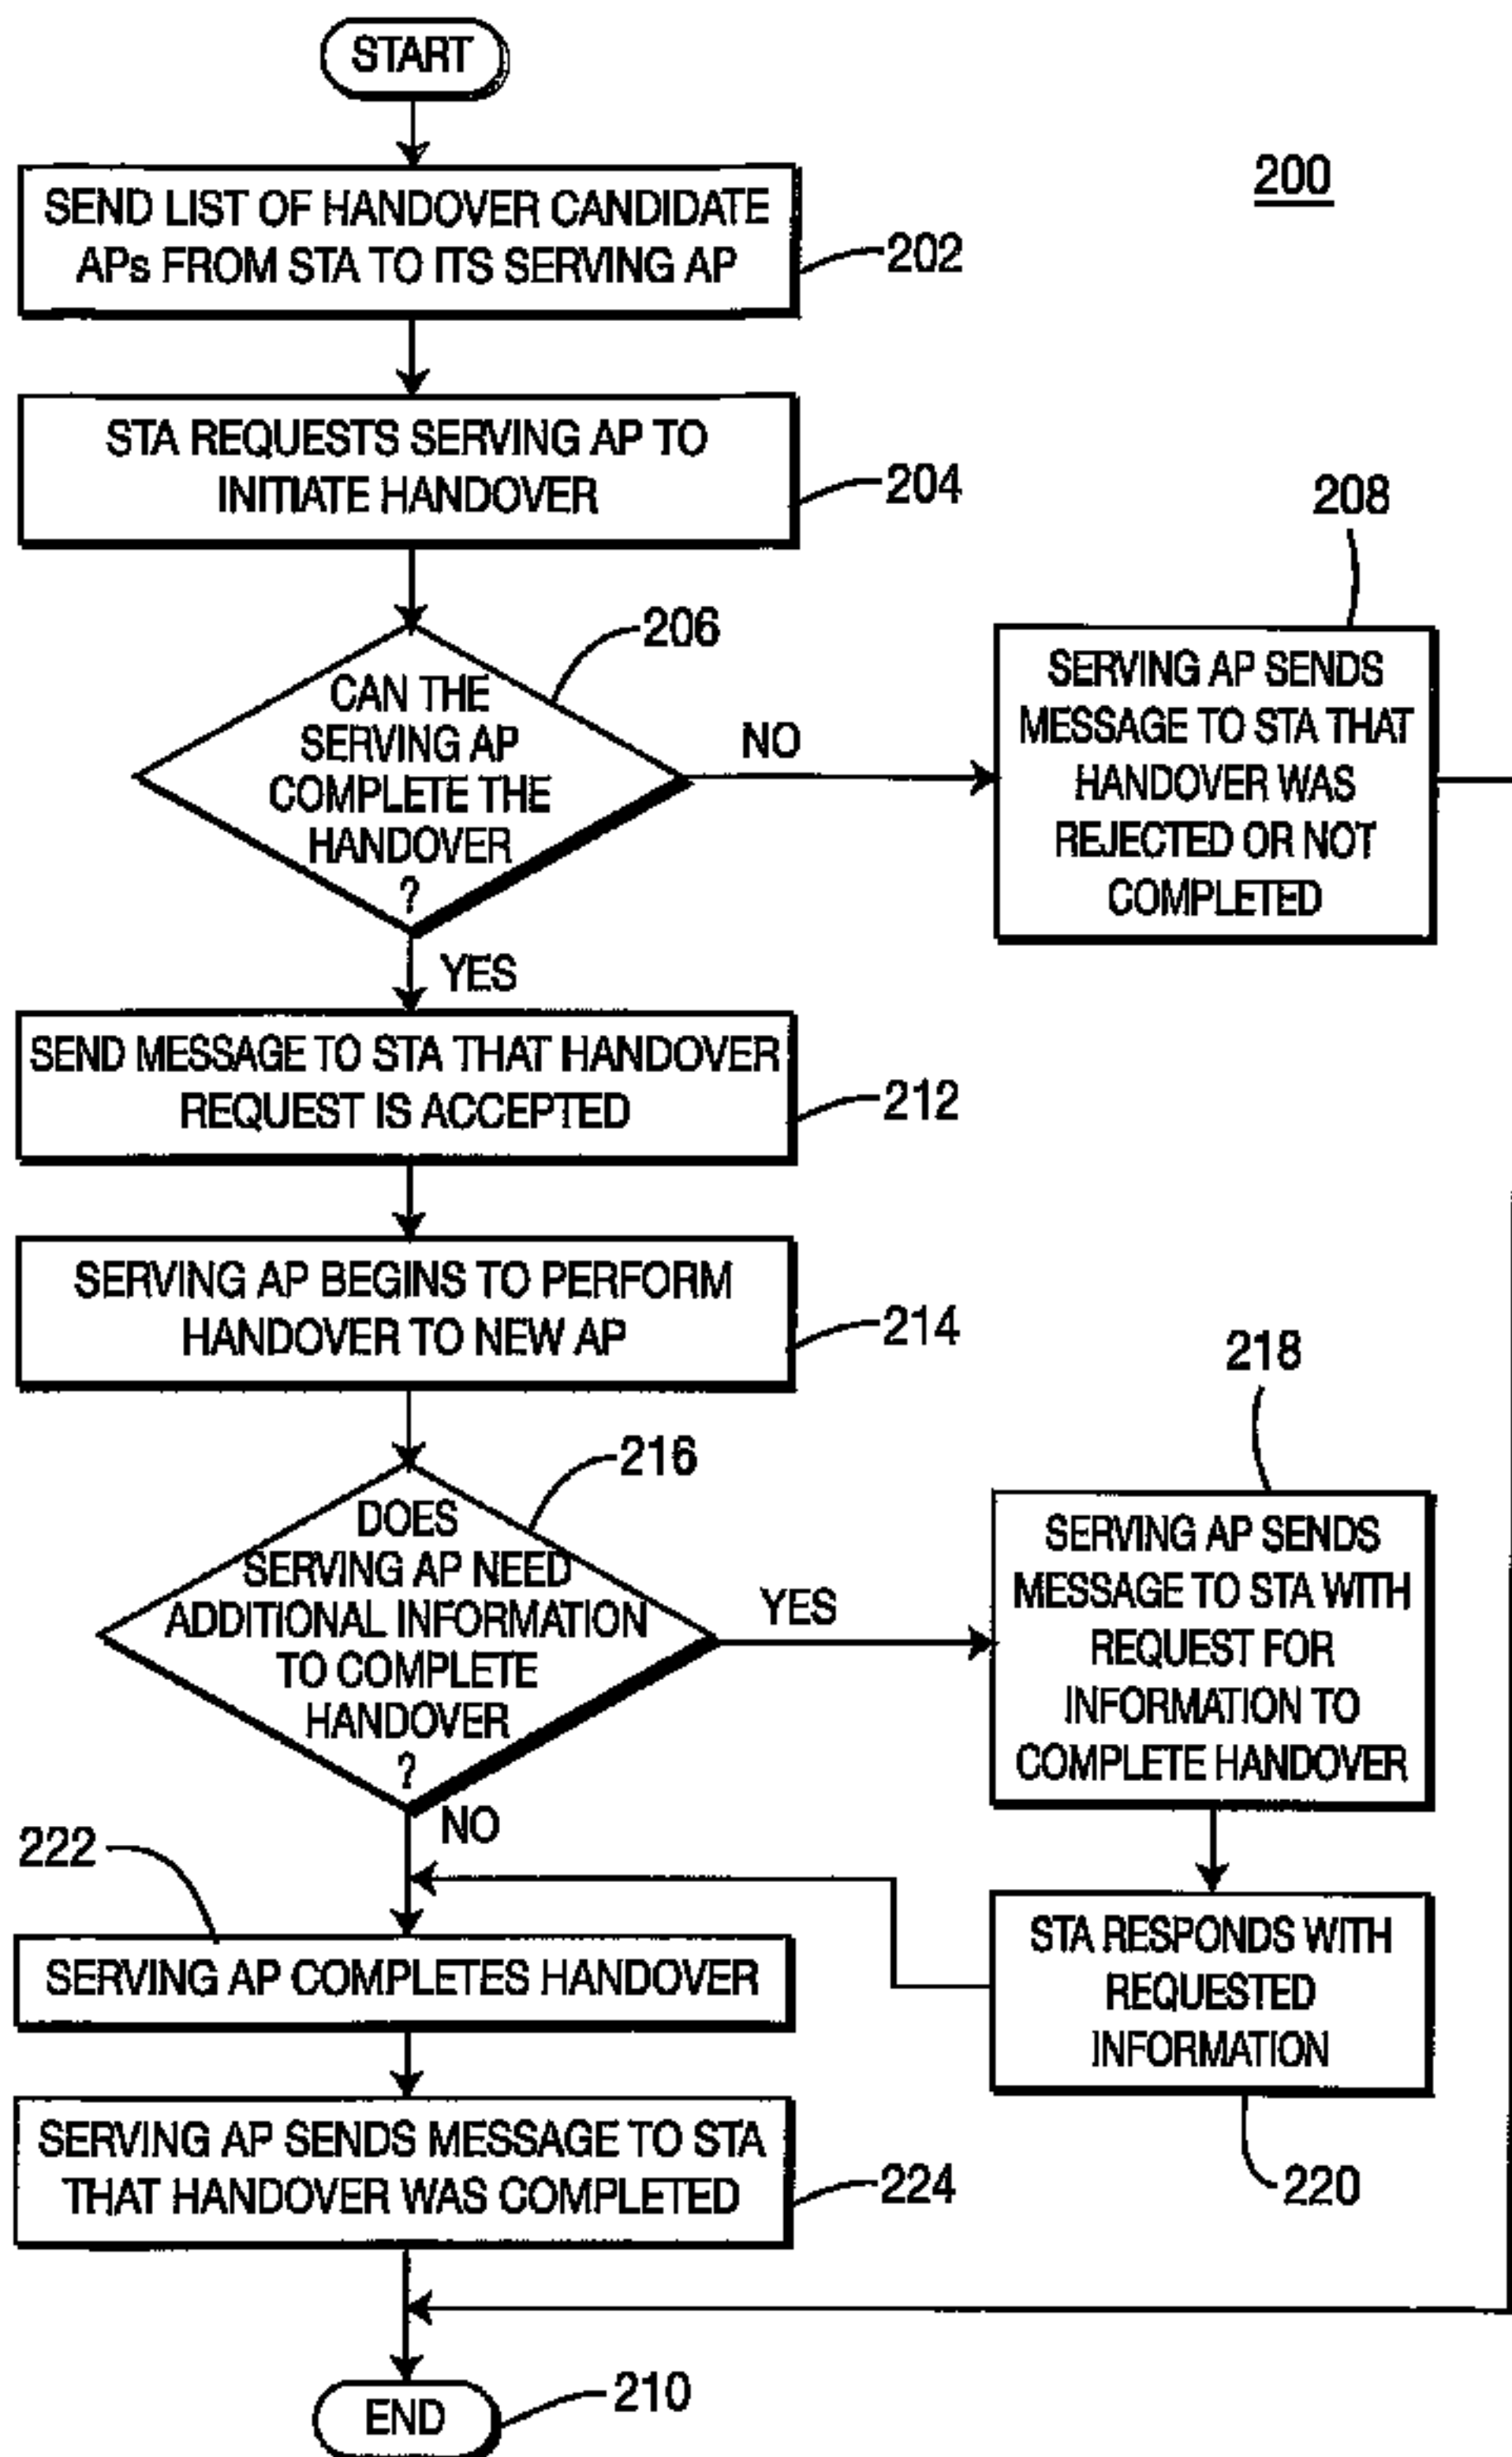 START
200
SEND LIST OF HANDOVER CANDIDATE
APs FROM STA TO ITS SERVING AP
202
STA REQUESTS SERVING AP TO
INITIATE HANDOVER
204
206
CAN THE
SERVING AP
COMPLETE THE
HANDOVER
?
NO
208
SERVING AP SENDS
MESSAGE TO STA THAT
HANDOVER WAS
REJECTED OR NOT
COMPLETED
YES
SEND MESSAGE TO STA THAT HANDOVER
REQUEST IS ACCEPTED
212
SERVING AP BEGINS TO PERFORM
HANDOVER TO NEW AP
214
216
DOES
SERVING AP NEED
ADDITIONAL INFORMATION
TO COMPLETE
HANDOVER
?
YES
218
SERVING AP SENDS
MESSAGE TO STA WITH
REQUEST FOR
INFORMATION TO
COMPLETE HANDOVER
NO
STA RESPONDS WITH
REQUESTED
INFORMATION
220
222
SERVING AP COMPLETES HANDOVER
SERVING AP SENDS MESSAGE TO STA
THAT HANDOVER WAS COMPLETED
224
END
210